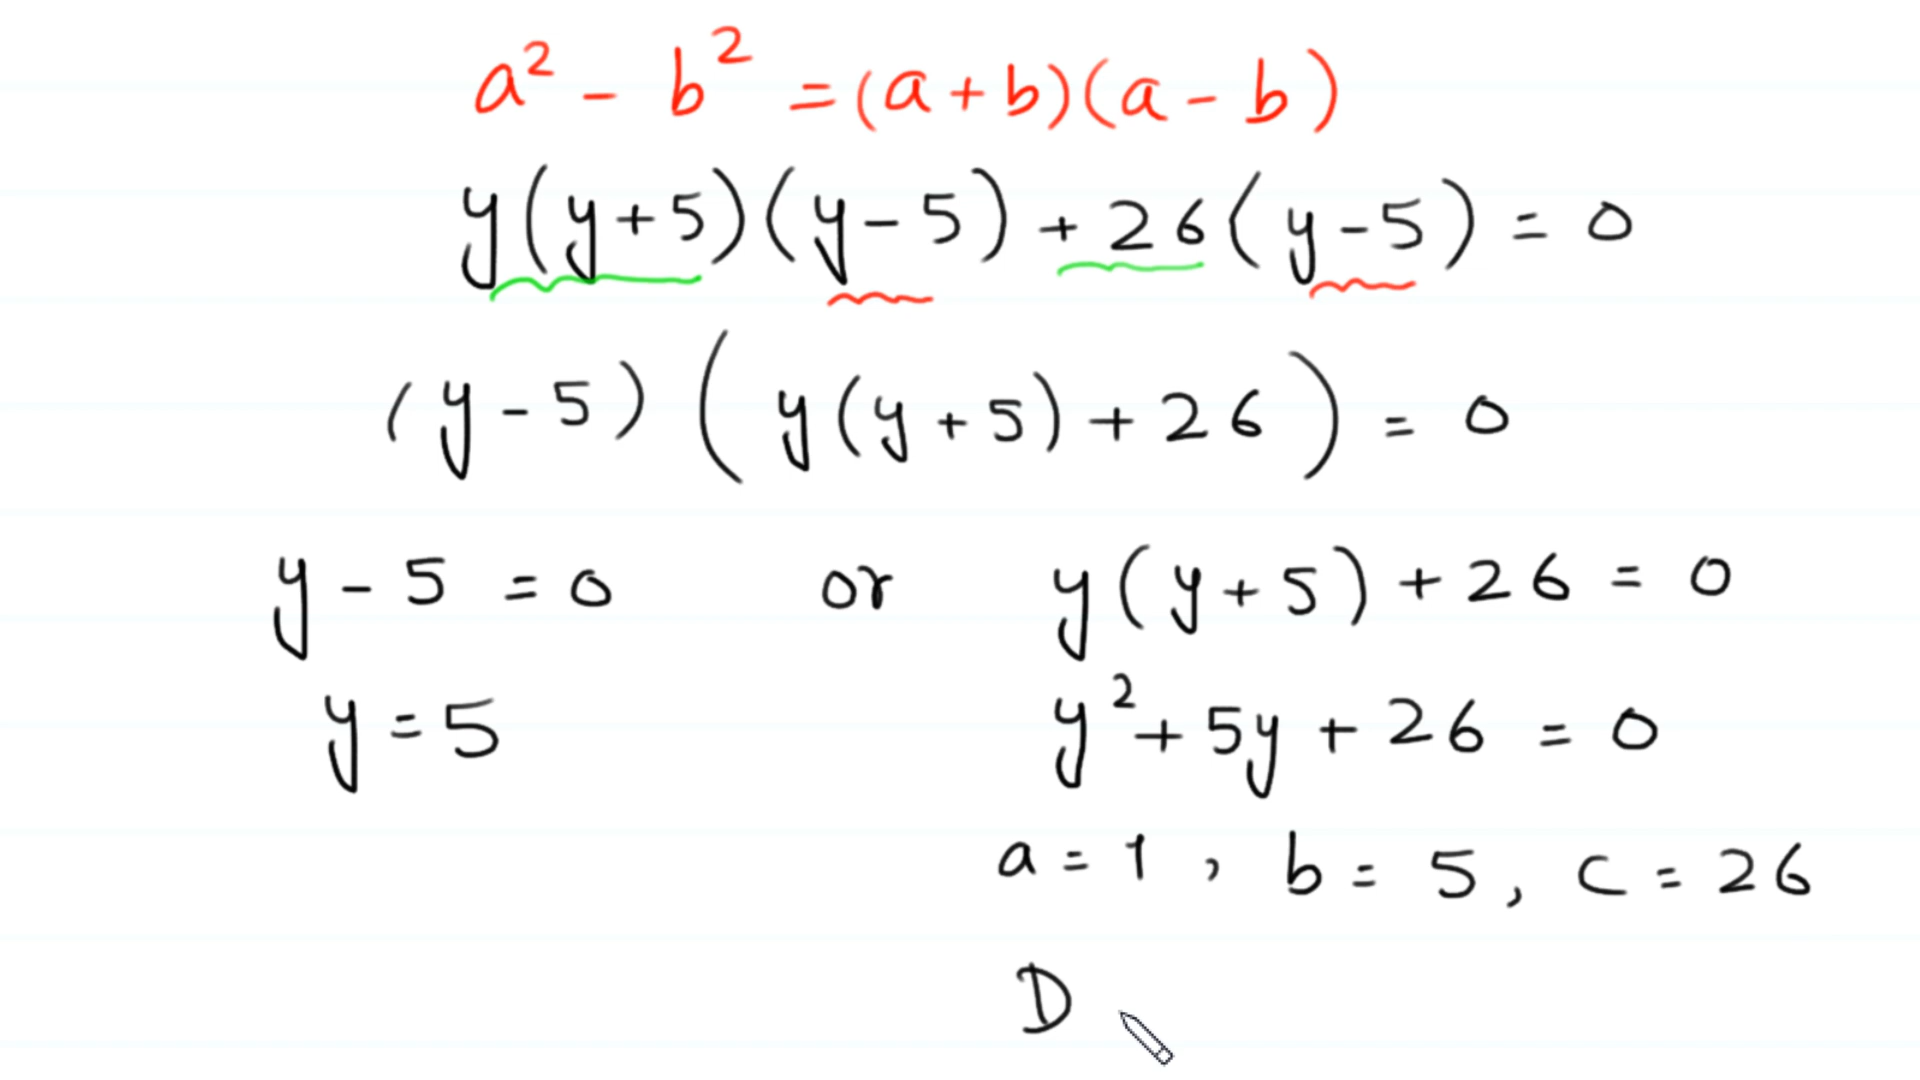 a² - b² = (a + b)(a - b)
y(y+5)(y-5) + 26(y-5) = 0
(y - 5) (y(y + 5) + 26) = 0
y - 5 = 0 or y(y + 5) + 26 = 0
y = 5 y² + 5y + 26 = 0
a = 1 , b = 5 , c = 26
D